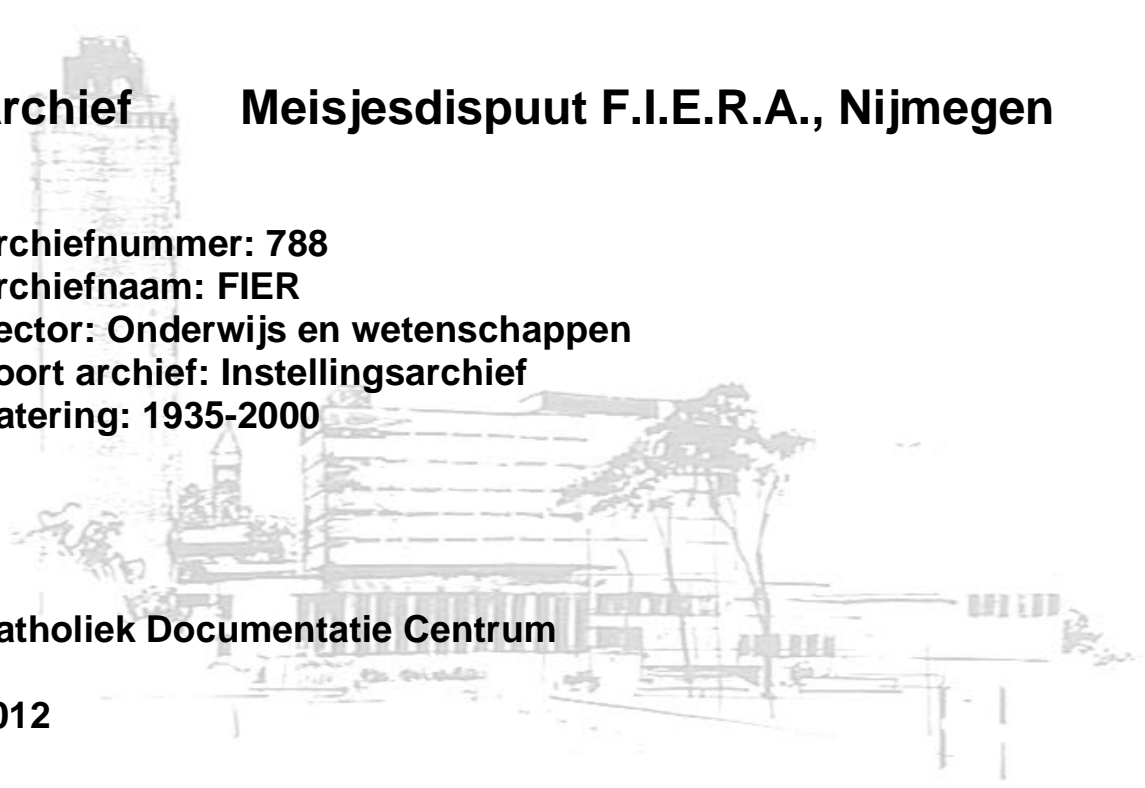 rchief Meisjesdispuut F.I.E.R.A., Nijmegen
rchiefnummer: 788
rchiefnaam: FIER
ector: Onderwijs en wetenschappen
oort archief: Instellingsarchief
atering: 1935-2000
atholiek Documentatie Centrum
012